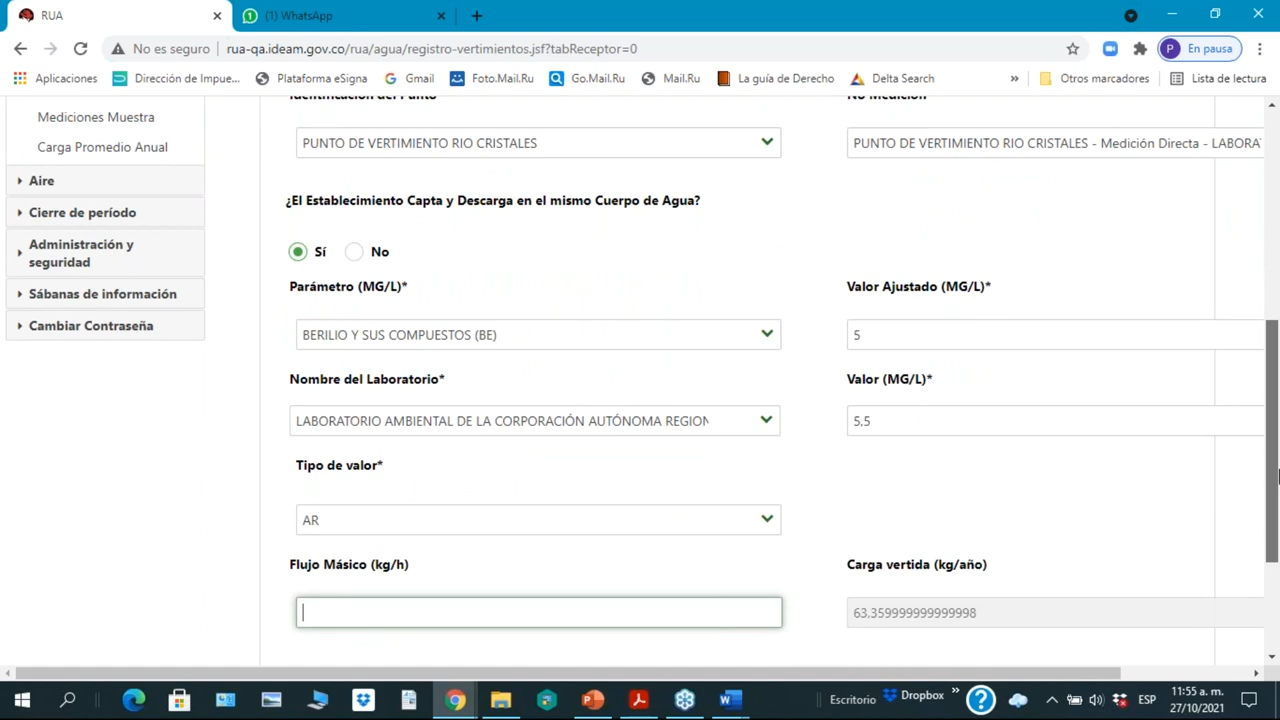 RUA
(1) WhatsApp
No es seguro
rua-qa.ideam.gov.co/rua/agua/registro-vertimientos.jsf?tabReceptor=0
P En pausa
Aplicaciones
Dirección de Impue...
Plataforma eSigna
Gmail
Foto.Mail.Ru
Go.Mail.Ru
Mail.Ru
La guía de Derecho
Delta Search
»
Otros marcadores
Lista de lectura
Mediciones Muestra
Carga Promedio Anual
Aire
Cierre de período
Administración y
seguridad
Sábanas de información
Cambiar Contraseña
Identificación del Punto
No Medición
PUNTO DE VERTIMIENTO RIO CRISTALES
PUNTO DE VERTIMIENTO RIO CRISTALES - Medición Directa - LABORA
¿El Establecimiento Capta y Descarga en el mismo Cuerpo de Agua?
Sí
No
Parámetro (MG/L)*
Valor Ajustado (MG/L)*
BERILIO Y SUS COMPUESTOS (BE)
5
Nombre del Laboratorio*
Valor (MG/L)*
LABORATORIO AMBIENTAL DE LA CORPORACIÓN AUTÓNOMA REGION
5,5
Tipo de valor*
AR
Flujo Másico (kg/h)
Carga vertida (kg/año)
63,359999999999998
Escritorio
Dropbox
»
ESP
11:55 a. m.
27/10/2021